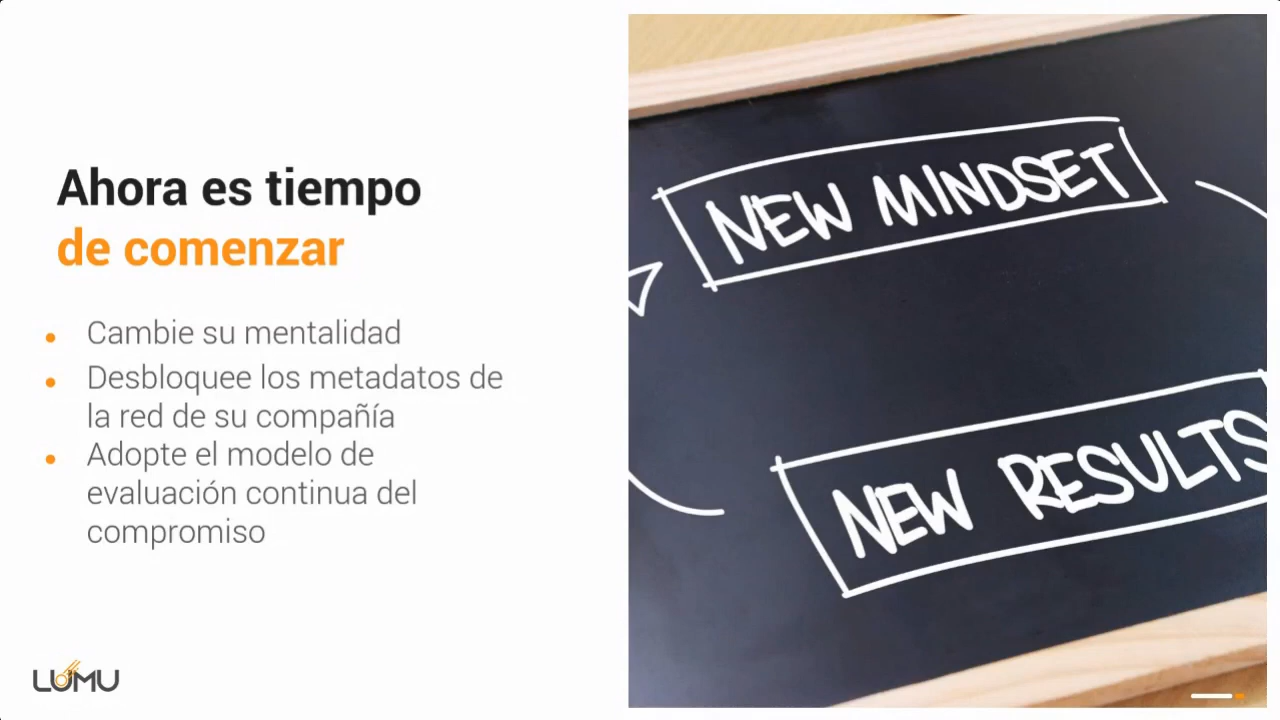 Ahora es tiempo
de comenzar
Cambie su mentalidad
Desbloquee los metadatos de
la red de su compañía
Adopte el modelo de
evaluación continua del
compromiso
LUMU
NEW MINDSET
NEW RESULTS